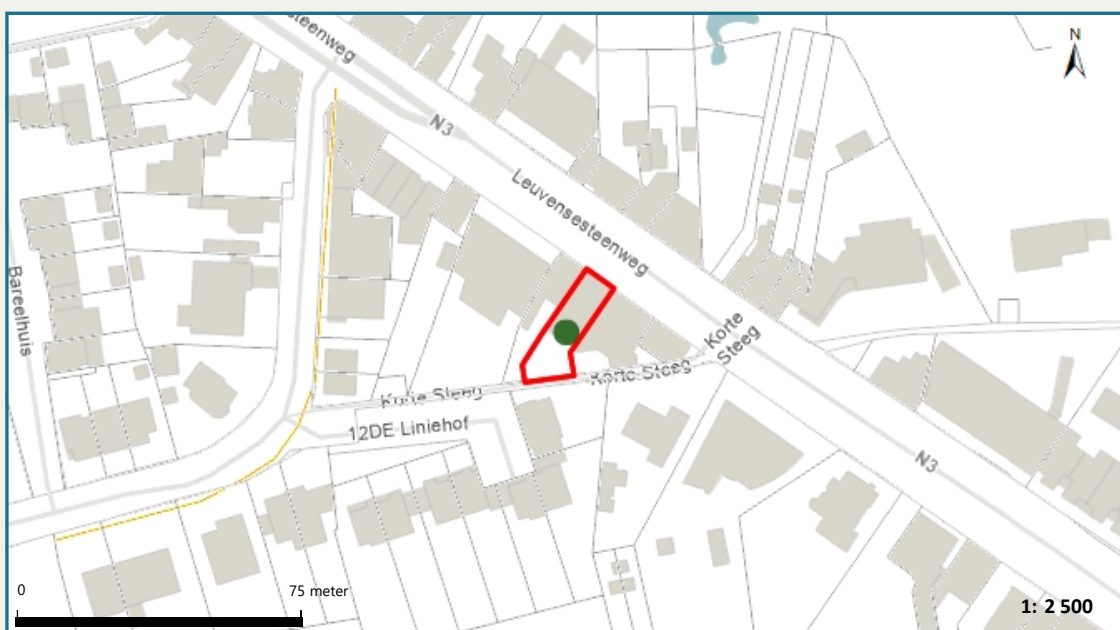 steenweg
N
N3
Leuvensesteenweg
Bareelhuis
Korte
Steeg
Korte Steeg
Korte Steeg
12DE Liniehof
N3
0
75 meter
1: 2 500